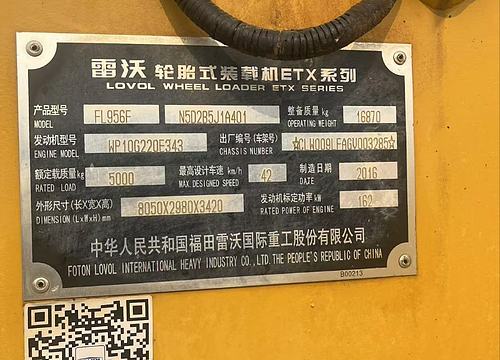 雷沃 轮胎式装载机ETX系列
LOVOL WHEEL LOADER ETX SERIES
产品型号 FL956F N5D2B5J1A401 整备质量 kg 16870
MODEL OPERATING WEIGHT
发动机型号 WP10G220E343 出厂编号(车架号) ☆CLW009LFAGV003285☆
ENGINE MODEL CHASSIS NUMBER
额定载质量 kg 5000 最高设计车速 km/h 42 制造日期 2016
RATED LOAD MAX.DESIGNED SPEED DATE
外形尺寸(长X宽X高) 8050X2980X3420 发动机标定功率 kW 162
DIMENSION (LxWxH) mm RATED POWER OF ENGINE
中华人民共和国福田雷沃国际重工股份有限公司
FOTON LOVOL INTERNATIONAL HEAVY INDUSTRY CO.,LTD.THE PEOPLE'S REPUBLIC OF CHINA
B00213